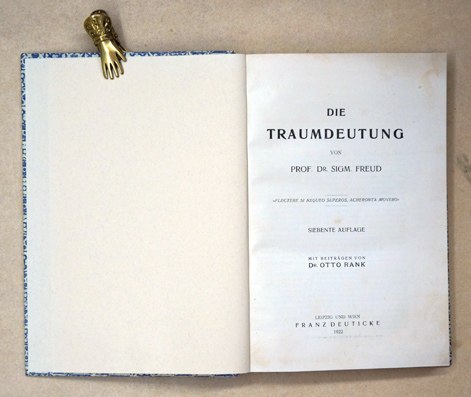 DIE
TRAUMDEUTUNG
VON
PROF. DR. SIGM. FREUD
»FLECTERE SI NEQUEO SUPEROS, ACHERONTA MOVEBO«
SIEBENTE AUFLAGE
MIT BEITRÄGEN VON
DR. OTTO RANK
LEIPZIG UND WIEN
FRANZ DEUTICKE
1922